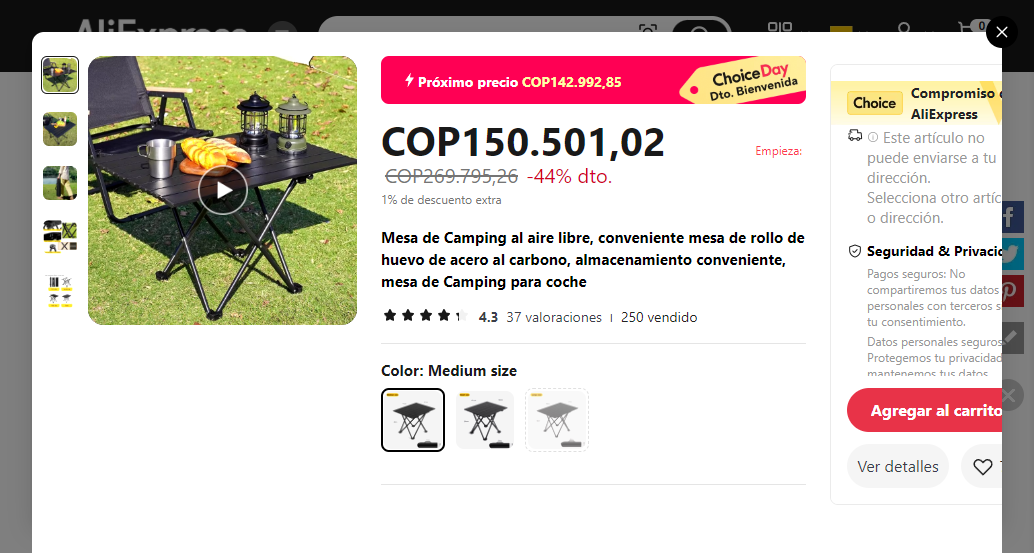 AliExpress
0
Próximo precio COP142.992,85
ChoiceDay
Dto. Bienvenida
COP150.501,02
Empieza:
COP269.795,26 -44% dto.
1% de descuento extra
Mesa de Camping al aire libre, conveniente mesa de rollo de
huevo de acero al carbono, almacenamiento conveniente,
mesa de Camping para coche
4.3 37 valoraciones 250 vendido
Color: Medium size
Choice
Compromiso
AliExpress
Este artículo no
puede enviarse a tu
dirección.
Selecciona otro artíc
o dirección.
Seguridad & Privacid
Pagos seguros: No
compartiremos tus datos
personales con terceros s
tu consentimiento.
Datos personales seguros
Protegemos tu privacidad
mantenemos tus datos
Agregar al carrito
Ver detalles